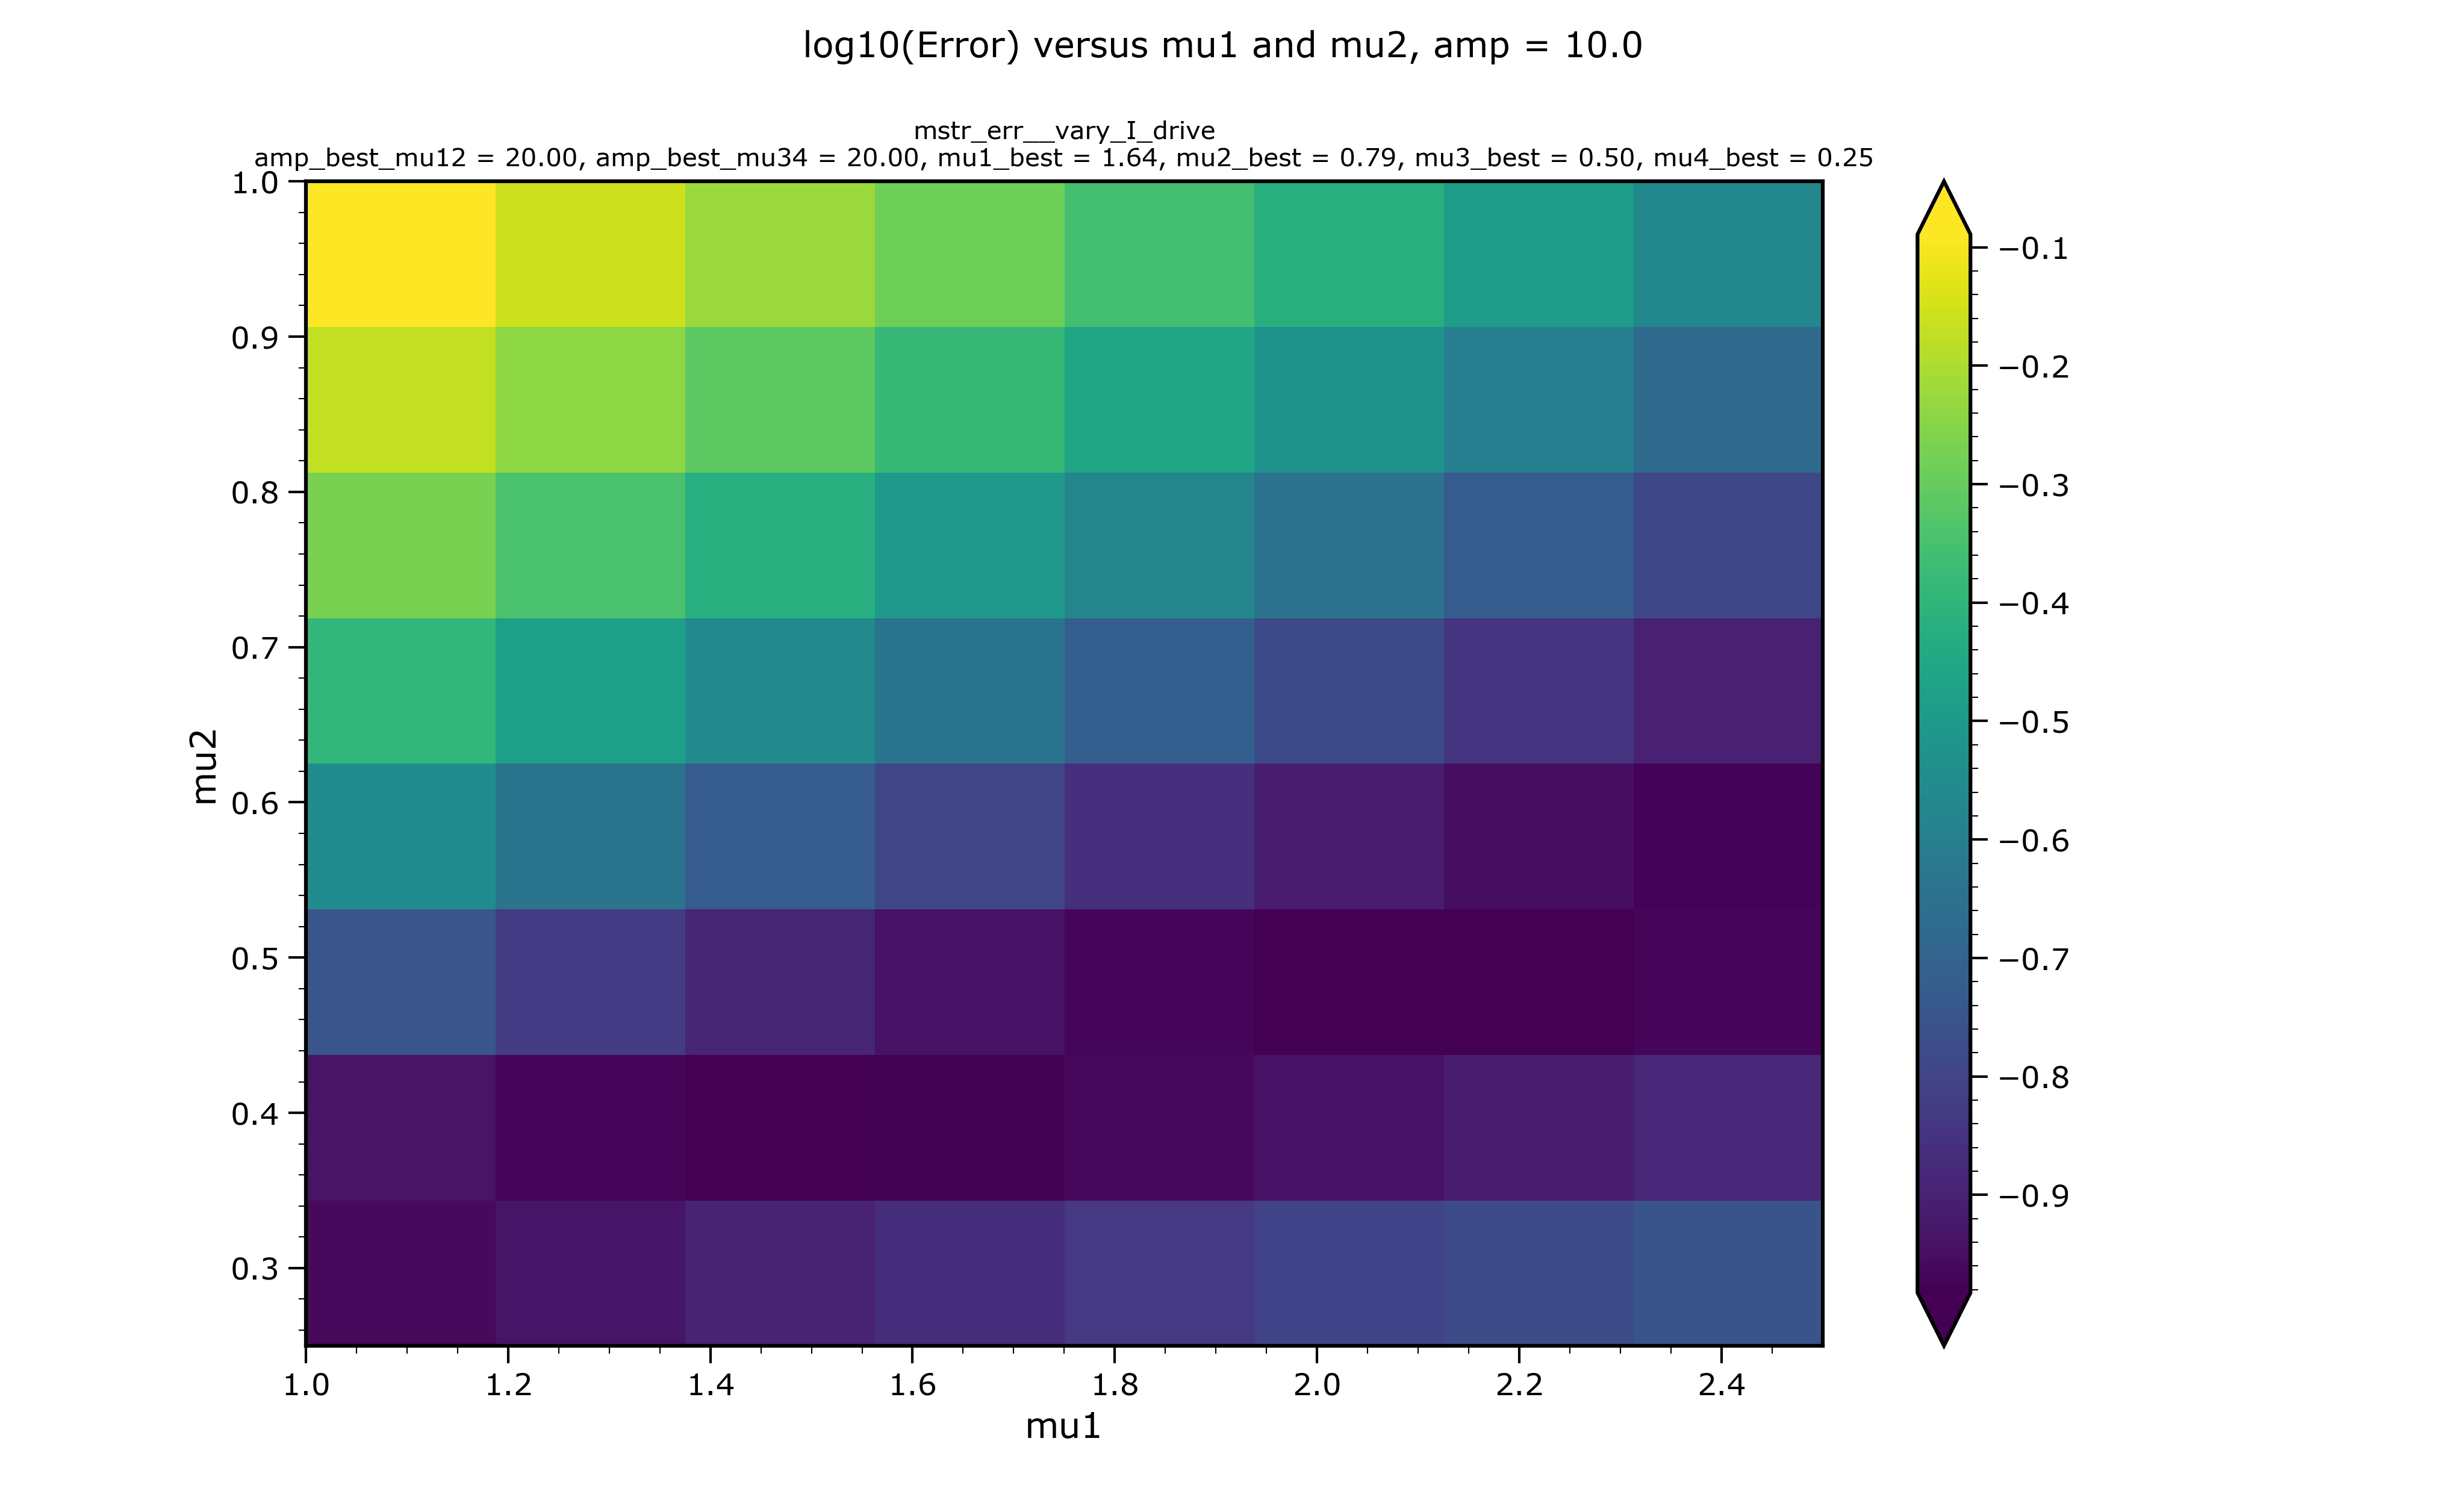 log10(Error) versus mu1 and mu2, amp = 10.0
mstr_err__vary_I_drive
amp_best_mu12 = 20.00, amp_best_mu34 = 20.00, mu1_best = 1.64, mu2_best = 0.79, mu3_best = 0.50, mu4_best = 0.25
1.0
0.9
0.8
0.7
0.6
0.5
0.4
0.3
mu2
1.0 1.2 1.4 1.6 1.8 2.0 2.2 2.4
mu1
−0.1
−0.2
−0.3
−0.4
−0.5
−0.6
−0.7
−0.8
−0.9